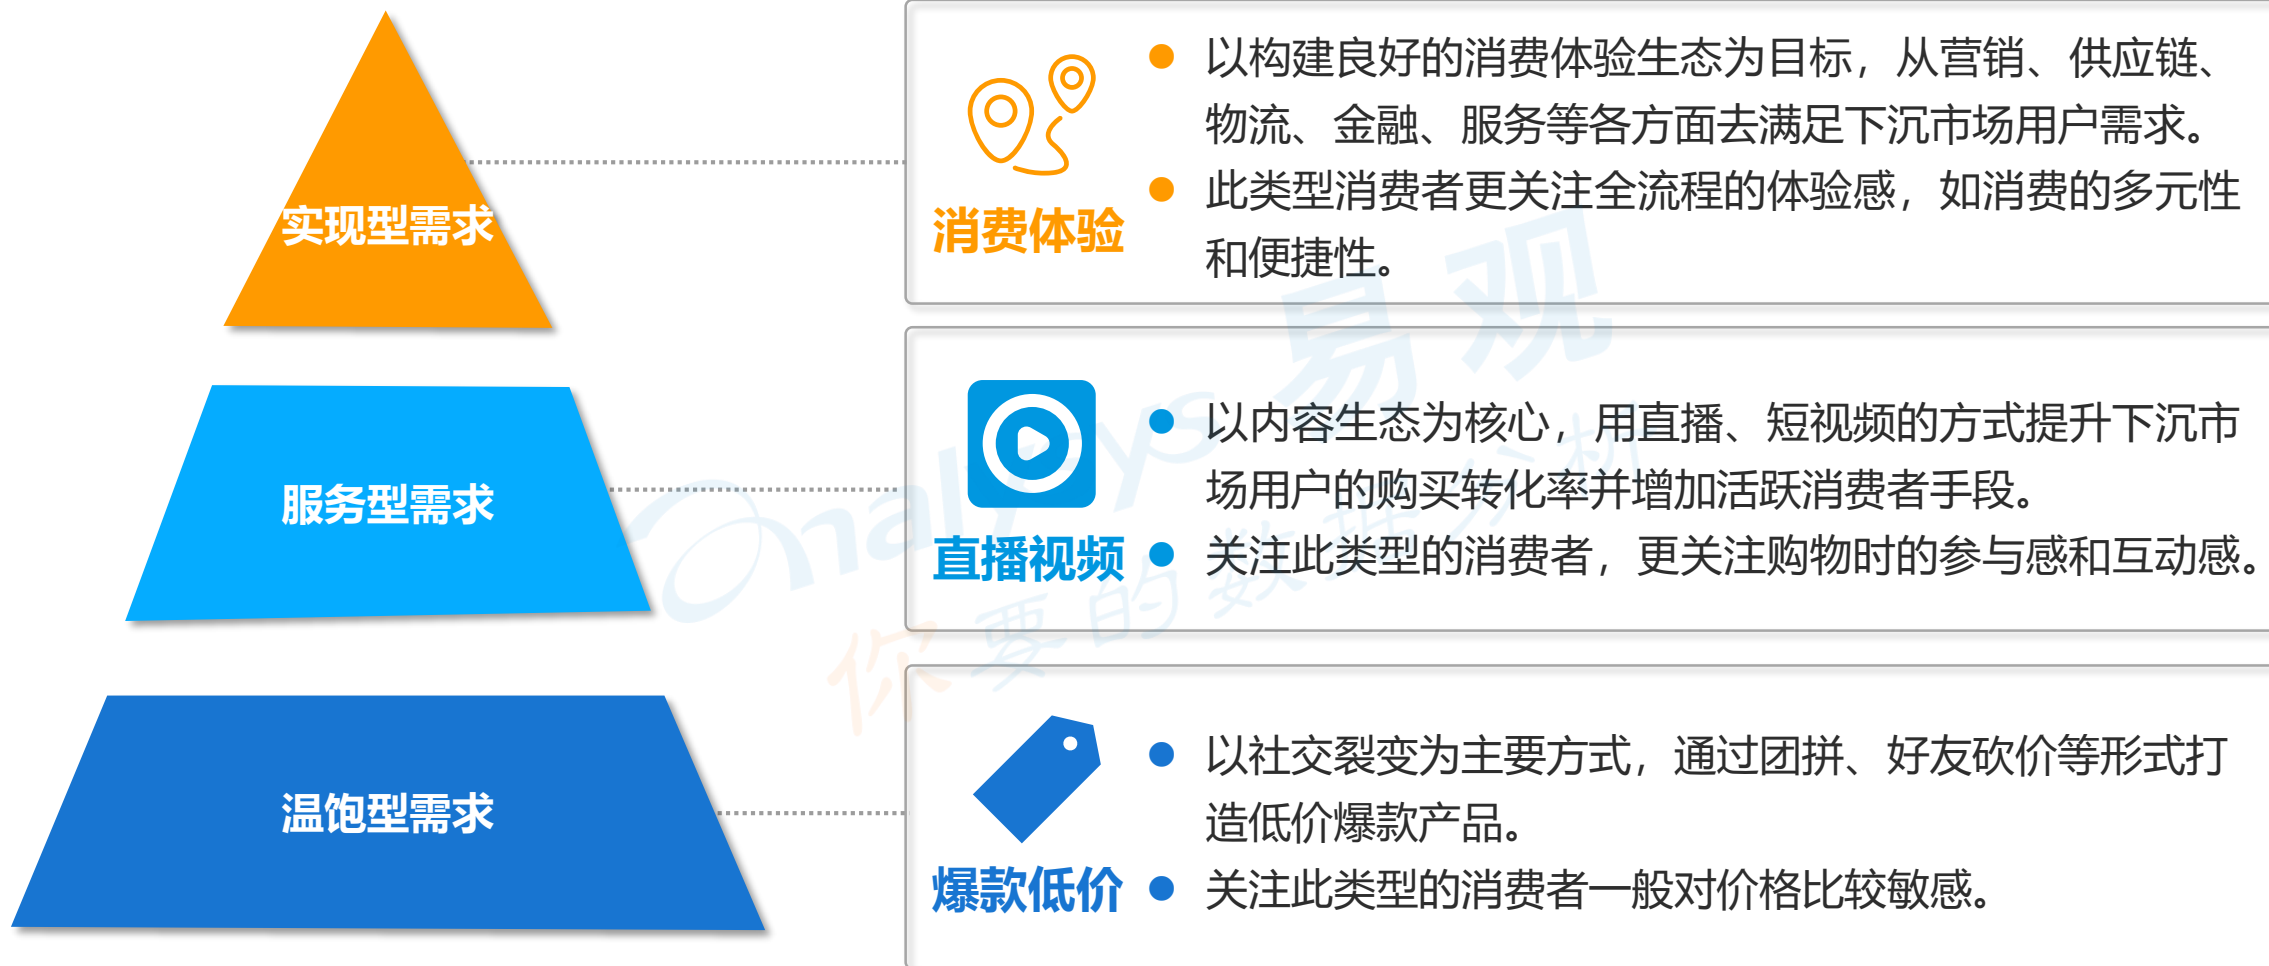 实现型需求
消费体验
以构建良好的消费体验生态为目标，从营销、供应链、
物流、金融、服务等各方面去满足下沉市场用户需求。
此类型消费者更关注全流程的体验感，如消费的多元性
和便捷性。
服务型需求
直播视频
以内容生态为核心，用直播、短视频的方式提升下沉市
场用户的购买转化率并增加活跃消费者手段。
关注此类型的消费者，更关注购物时的参与感和互动感。
温饱型需求
爆款低价
以社交裂变为主要方式，通过团拼、好友砍价等形式打
造低价爆款产品。
关注此类型的消费者一般对价格比较敏感。
analysys 易观
你要的数据分析